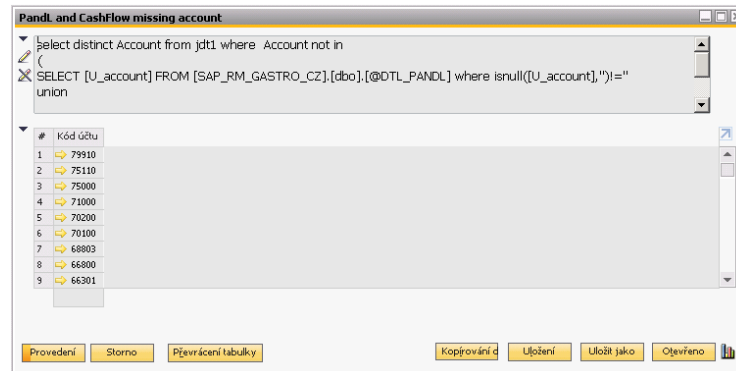 PandL and CashFlow missing account
select distinct Account from jdt1 where Account not in
(
SELECT [U_account] FROM [SAP_RM_GASTRO_CZ].[dbo].[@DTL_PANDL] where isnull([U_account],'')!=''
union
# Kód účtu
1 79910
2 75110
3 75000
4 71000
5 70200
6 70100
7 68803
8 66800
9 66301
Provedení Storno Převrácení tabulky Kopírování d Uložení Uložit jako Otevřeno